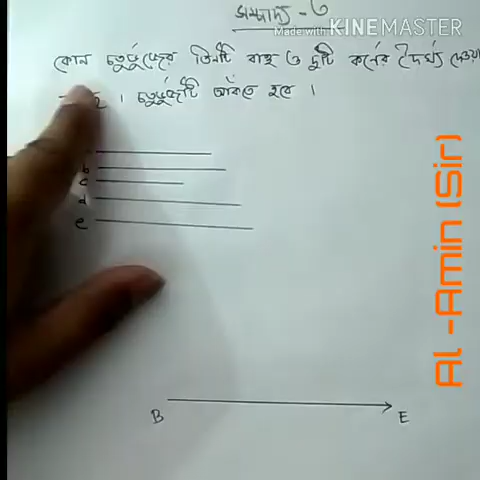 সম্পাদ্য - ৩
Made with KINEMASTER
কোন চতুর্ভুজের তিনটি বাহু ও দুটি কর্নের দৈর্ঘ্য দেওয়া
। চতুর্ভুজটি আঁকতে হবে ।
b
c
d
e
B E
Al -Amin (Sir)